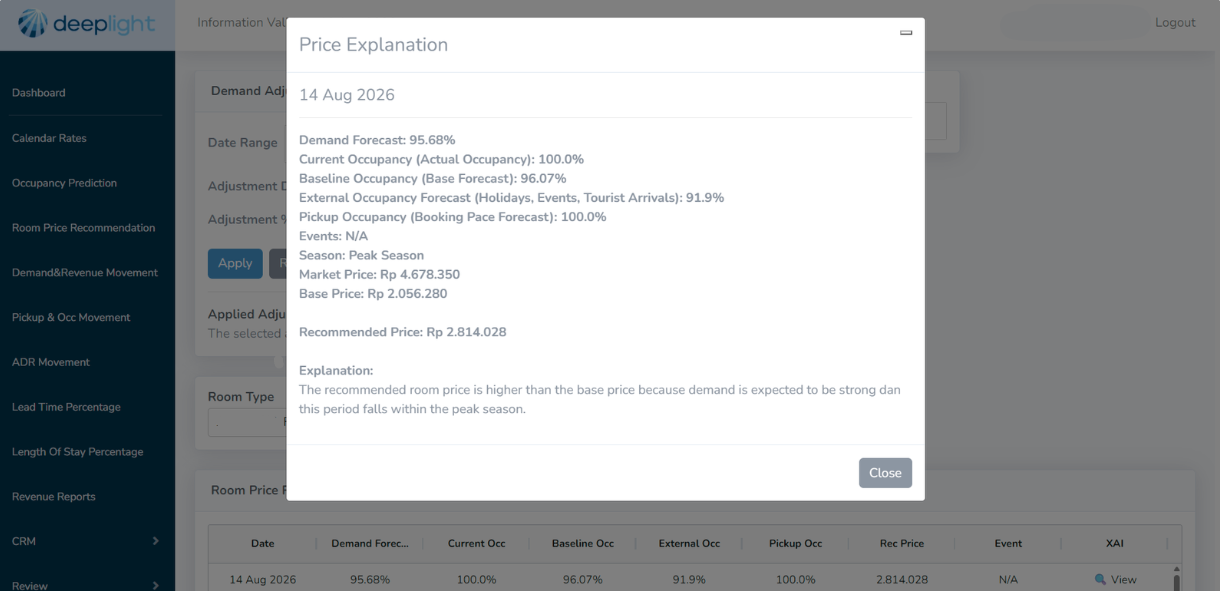 deeplight
Information Val
Logout
Dashboard
Calendar Rates
Occupancy Prediction
Room Price Recommendation
Demand&Revenue Movement
Pickup & Occ Movement
ADR Movement
Lead Time Percentage
Length Of Stay Percentage
Revenue Reports
CRM
Review
Demand Adj
Date Range
Adjustment D
Adjustment %
Apply
R
Applied Adju
The selected
Room Type
Room Price R
Price Explanation
14 Aug 2026
Demand Forecast: 95.68%
Current Occupancy (Actual Occupancy): 100.0%
Baseline Occupancy (Base Forecast): 96.07%
External Occupancy Forecast (Holidays, Events, Tourist Arrivals): 91.9%
Pickup Occupancy (Booking Pace Forecast): 100.0%
Events: N/A
Season: Peak Season
Market Price: Rp 4.678.350
Base Price: Rp 2.056.280
Recommended Price: Rp 2.814.028
Explanation:
The recommended room price is higher than the base price because demand is expected to be strong dan
this period falls within the peak season.
Close
Date Demand Forec... Current Occ Baseline Occ External Occ Pickup Occ Rec Price Event XAI
14 Aug 2026 95.68% 100.0% 96.07% 91.9% 100.0% 2.814.028 N/A View